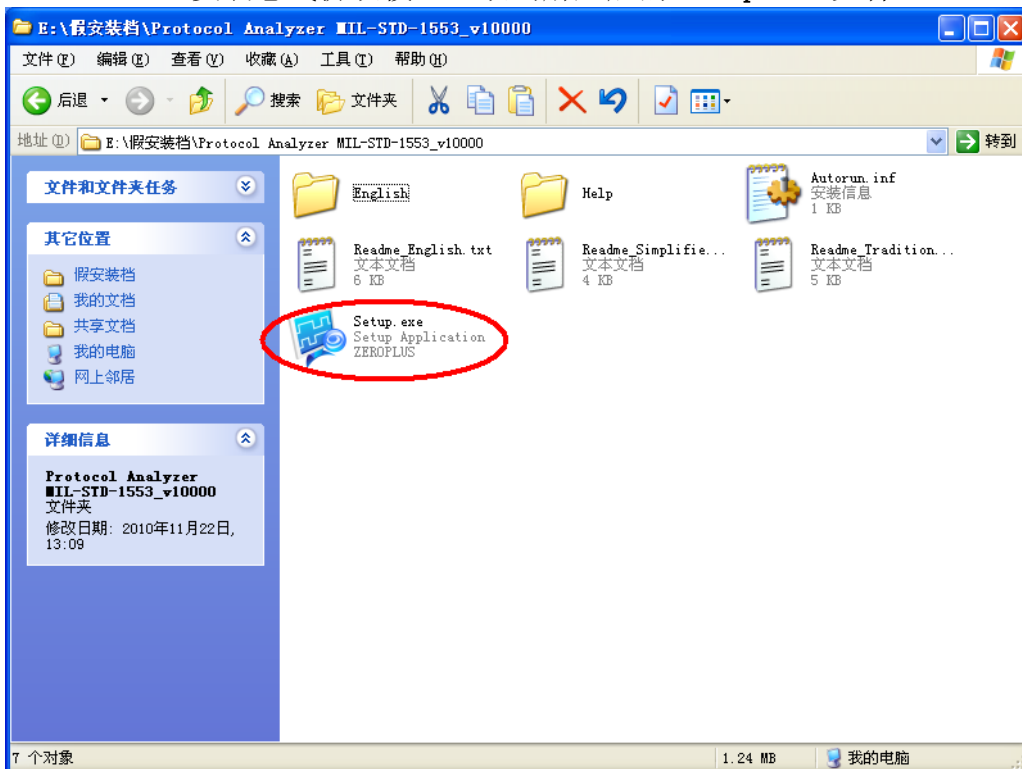 E:\假安装档\Protocol Analyzer MIL-STD-1553_v10000
文件(F) 编辑(E) 查看(V) 收藏(A) 工具(T) 帮助(H)
后退 搜索 文件夹
地址(D) E:\假安装档\Protocol Analyzer MIL-STD-1553_v10000 转到
文件和文件夹任务
其它位置
假安装档
我的文档
共享文档
我的电脑
网上邻居
详细信息
Protocol Analyzer
MIL-STD-1553_v10000
文件夹
修改日期: 2010年11月22日,
13:09
English
Help
Autorun.inf
安装信息
1 KB
Readme_English.txt
文本文档
6 KB
Readme_Simplifie...
文本文档
4 KB
Readme_Tradition...
文本文档
5 KB
Setup.exe
Setup Application
ZEROPLUS
7 个对象 1.24 MB 我的电脑